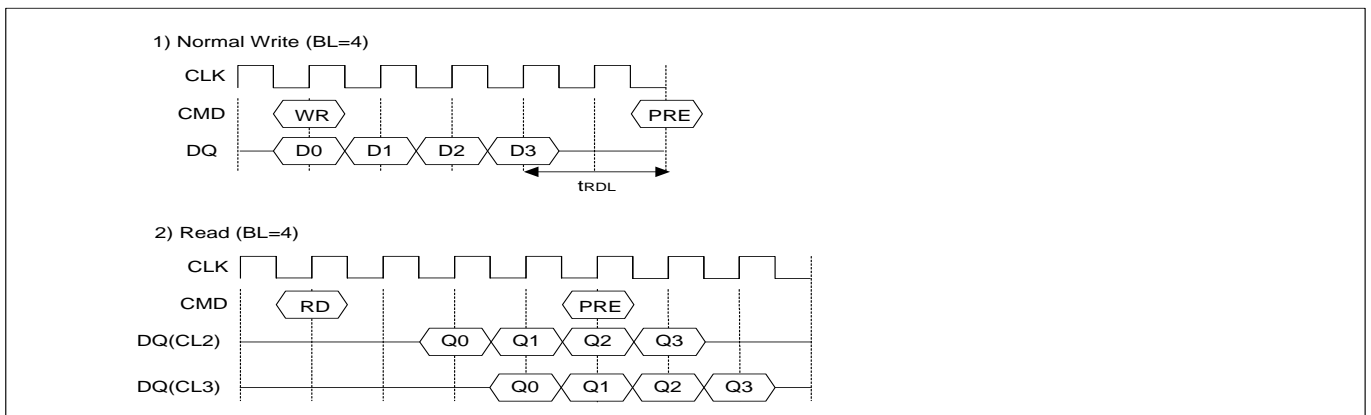 1) Normal Write (BL=4)
CLK
CMD WR PRE
DQ D0 D1 D2 D3
tRDL
2) Read (BL=4)
CLK
CMD RD PRE
DQ(CL2) Q0 Q1 Q2 Q3
DQ(CL3) Q0 Q1 Q2 Q3